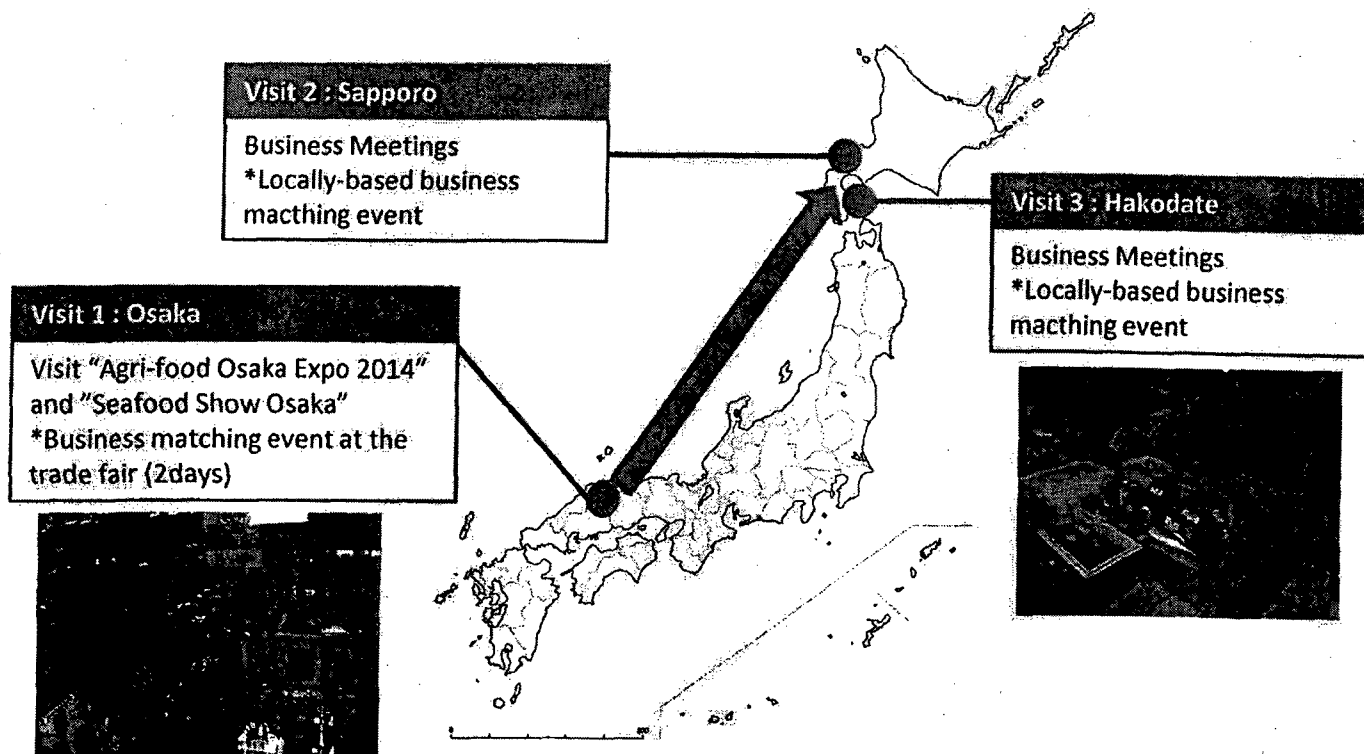 Visit 2 : Sapporo
Business Meetings
*Locally-based business
macthing event
Visit 3 : Hakodate
Business Meetings
*Locally-based business
macthing event
Visit 1 : Osaka
Visit “Agri-food Osaka Expo 2014”
and “Seafood Show Osaka”
*Business matching event at the
trade fair (2days)